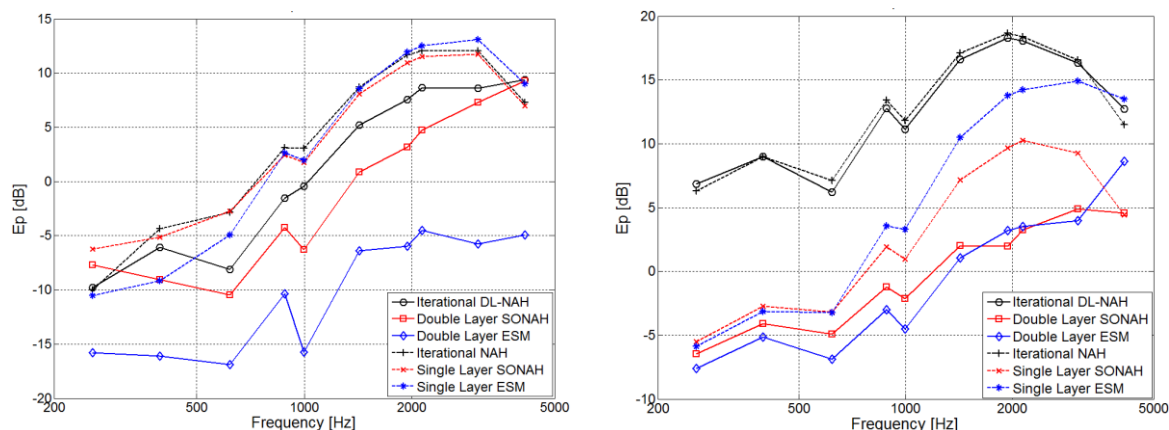 15
10
5
0
-5
-10
-15
-20
Ep [dB]
200
500
1000
2000
5000
Frequency [Hz]
Iterational DL-NAH
Double Layer SONAH
Double Layer ESM
Iterational NAH
Single Layer SONAH
Single Layer ESM
20
15
10
5
0
-5
-10
Ep [dB]
200
500
1000
2000
5000
Frequency [Hz]
Iterational DL-NAH
Double Layer SONAH
Double Layer ESM
Iterational NAH
Single Layer SONAH
Single Layer ESM